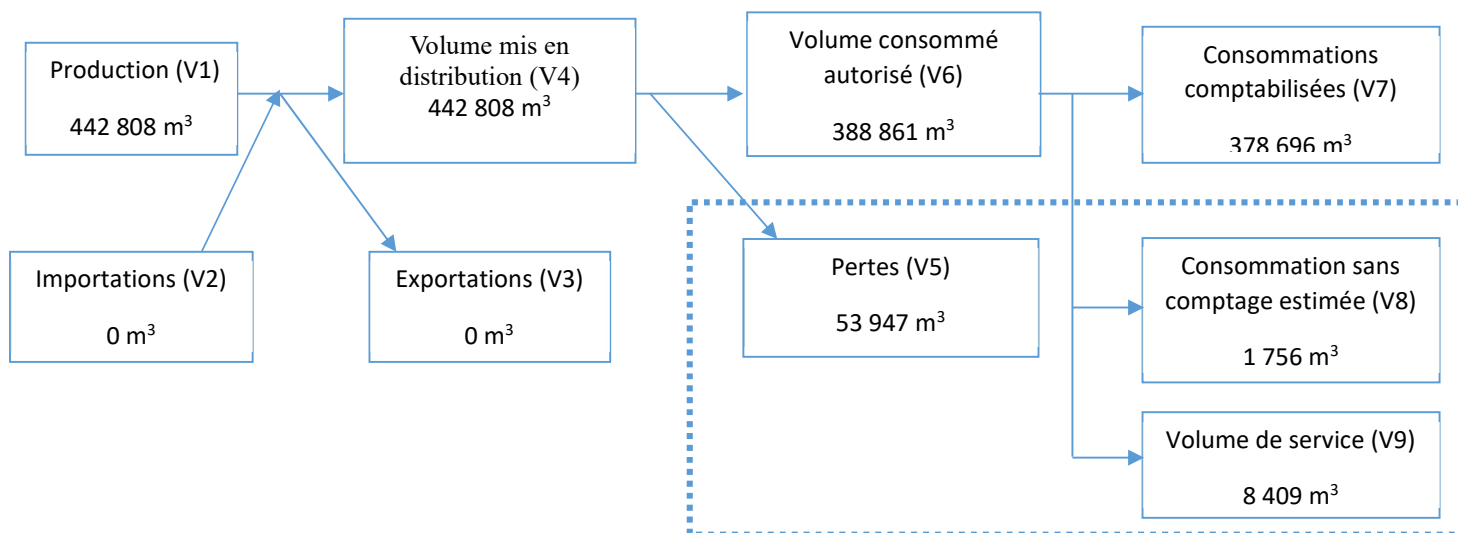 Production (V1)
442 808 m³
Volume mis en
distribution (V4)
442 808 m³
Volume consommé
autorisé (V6)
388 861 m³
Consommations
comptabilisées (V7)
378 696 m³
Importations (V2)
0 m³
Exportations (V3)
0 m³
Pertes (V5)
53 947 m³
Consommation sans
comptage estimée (V8)
1 756 m³
Volume de service (V9)
8 409 m³